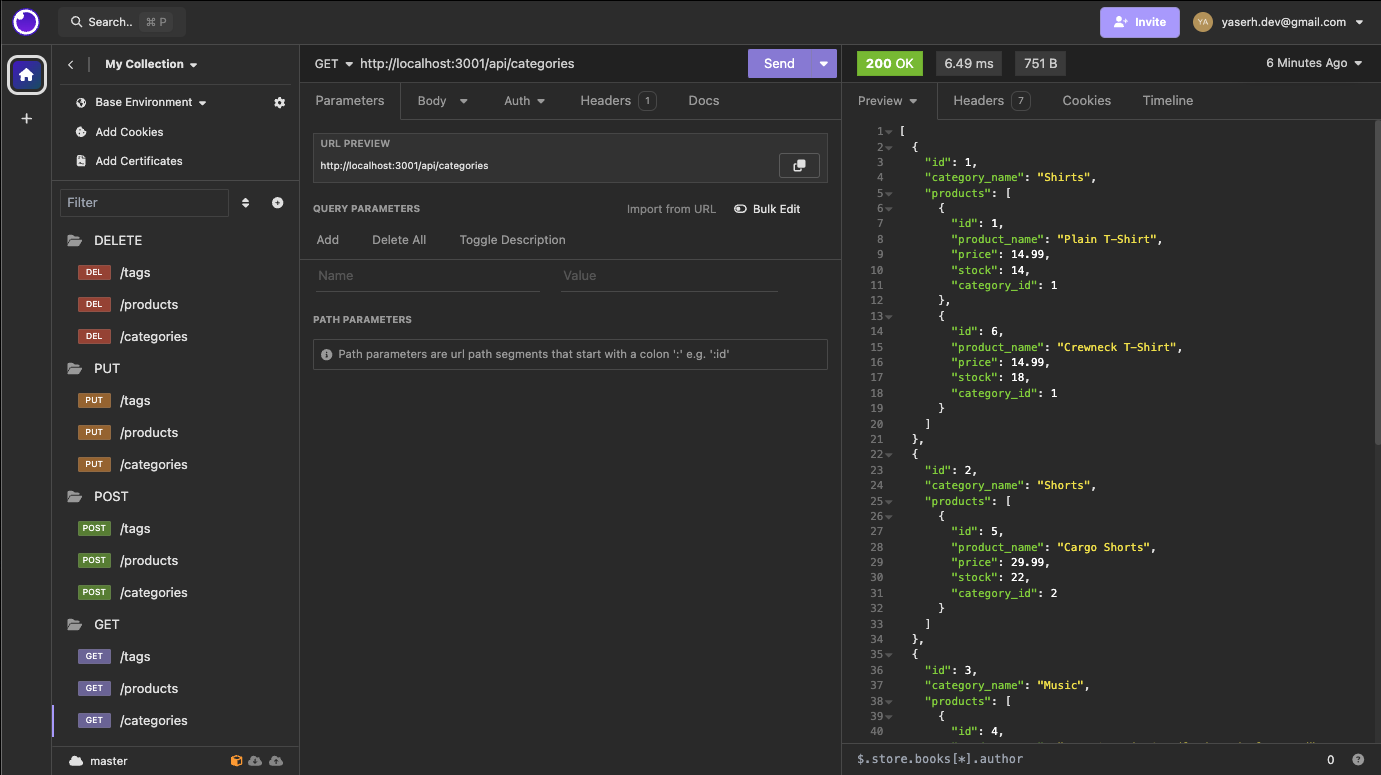 Search.. ⌘ P
Invite
YA
yaserh.dev@gmail.com
My Collection
Base Environment
Add Cookies
Add Certificates
Filter
DELETE
DEL /tags
DEL /products
DEL /categories
PUT
PUT /tags
PUT /products
PUT /categories
POST
POST /tags
POST /products
POST /categories
GET
GET /tags
GET /products
GET /categories
master
GET http://localhost:3001/api/categories
Send
Parameters Body Auth Headers 1 Docs
URL PREVIEW
http://localhost:3001/api/categories
QUERY PARAMETERS Import from URL Bulk Edit
Add Delete All Toggle Description
Name Value
PATH PARAMETERS
Path parameters are url path segments that start with a colon ':' e.g. ':id'
200 OK 6.49 ms 751 B 6 Minutes Ago
Preview Headers 7 Cookies Timeline
1 [
2 {
3 "id": 1,
4 "category_name": "Shirts",
5 "products": [
6 {
7 "id": 1,
8 "product_name": "Plain T-Shirt",
9 "price": 14.99,
10 "stock": 14,
11 "category_id": 1
12 },
13 {
14 "id": 6,
15 "product_name": "Crewneck T-Shirt",
16 "price": 14.99,
17 "stock": 18,
18 "category_id": 1
19 }
20 ]
21 },
22 {
23 "id": 2,
24 "category_name": "Shorts",
25 "products": [
26 {
27 "id": 5,
28 "product_name": "Cargo Shorts",
29 "price": 29.99,
30 "stock": 22,
31 "category_id": 2
32 }
33 ]
34 },
35 {
36 "id": 3,
37 "category_name": "Music",
38 "products": [
39 {
40 "id": 4,
$.store.books[*].author 0